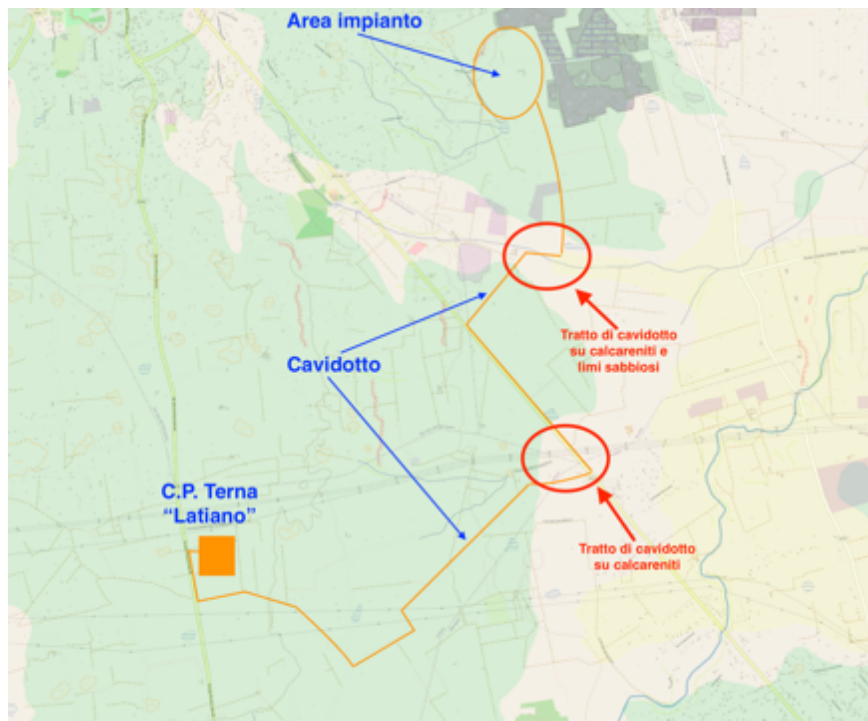 Area impianto
Tratto di cavidotto
su calcareniti e
limi sabbiosi
Cavidotto
C.P. Terna
“Latiano”
Tratto di cavidotto
su calcareniti